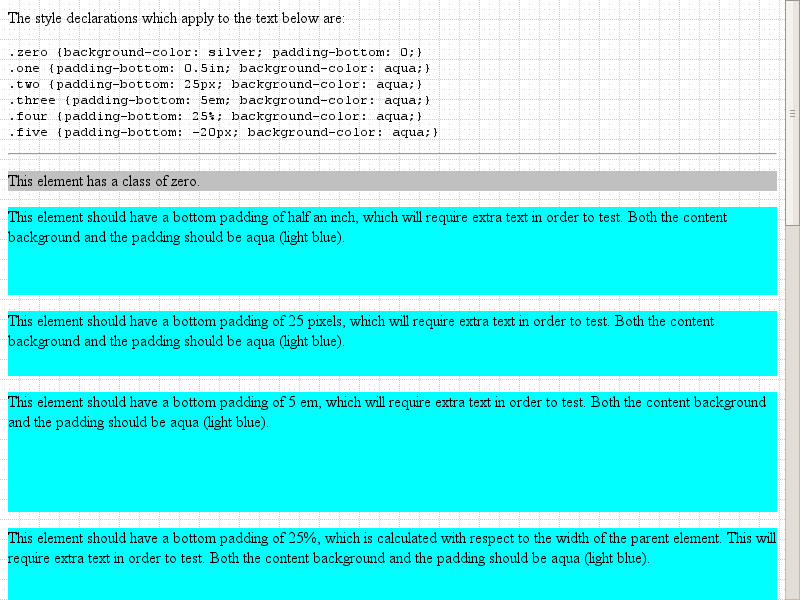 The style declarations which apply to the text below are:
.zero {background-color: silver; padding-bottom: 0;}
.one {padding-bottom: 0.5in; background-color: aqua;}
.two {padding-bottom: 25px; background-color: aqua;}
.three {padding-bottom: 5em; background-color: aqua;}
.four {padding-bottom: 25%; background-color: aqua;}
.five {padding-bottom: -20px; background-color: aqua;}
This element has a class of zero.
This element should have a bottom padding of half an inch, which will require extra text in order to test. Both the content
background and the padding should be aqua (light blue).
This element should have a bottom padding of 25 pixels, which will require extra text in order to test. Both the content
background and the padding should be aqua (light blue).
This element should have a bottom padding of 5 em, which will require extra text in order to test. Both the content background
and the padding should be aqua (light blue).
This element should have a bottom padding of 25%, which is calculated with respect to the width of the parent element. This will
require extra text in order to test. Both the content background and the padding should be aqua (light blue).